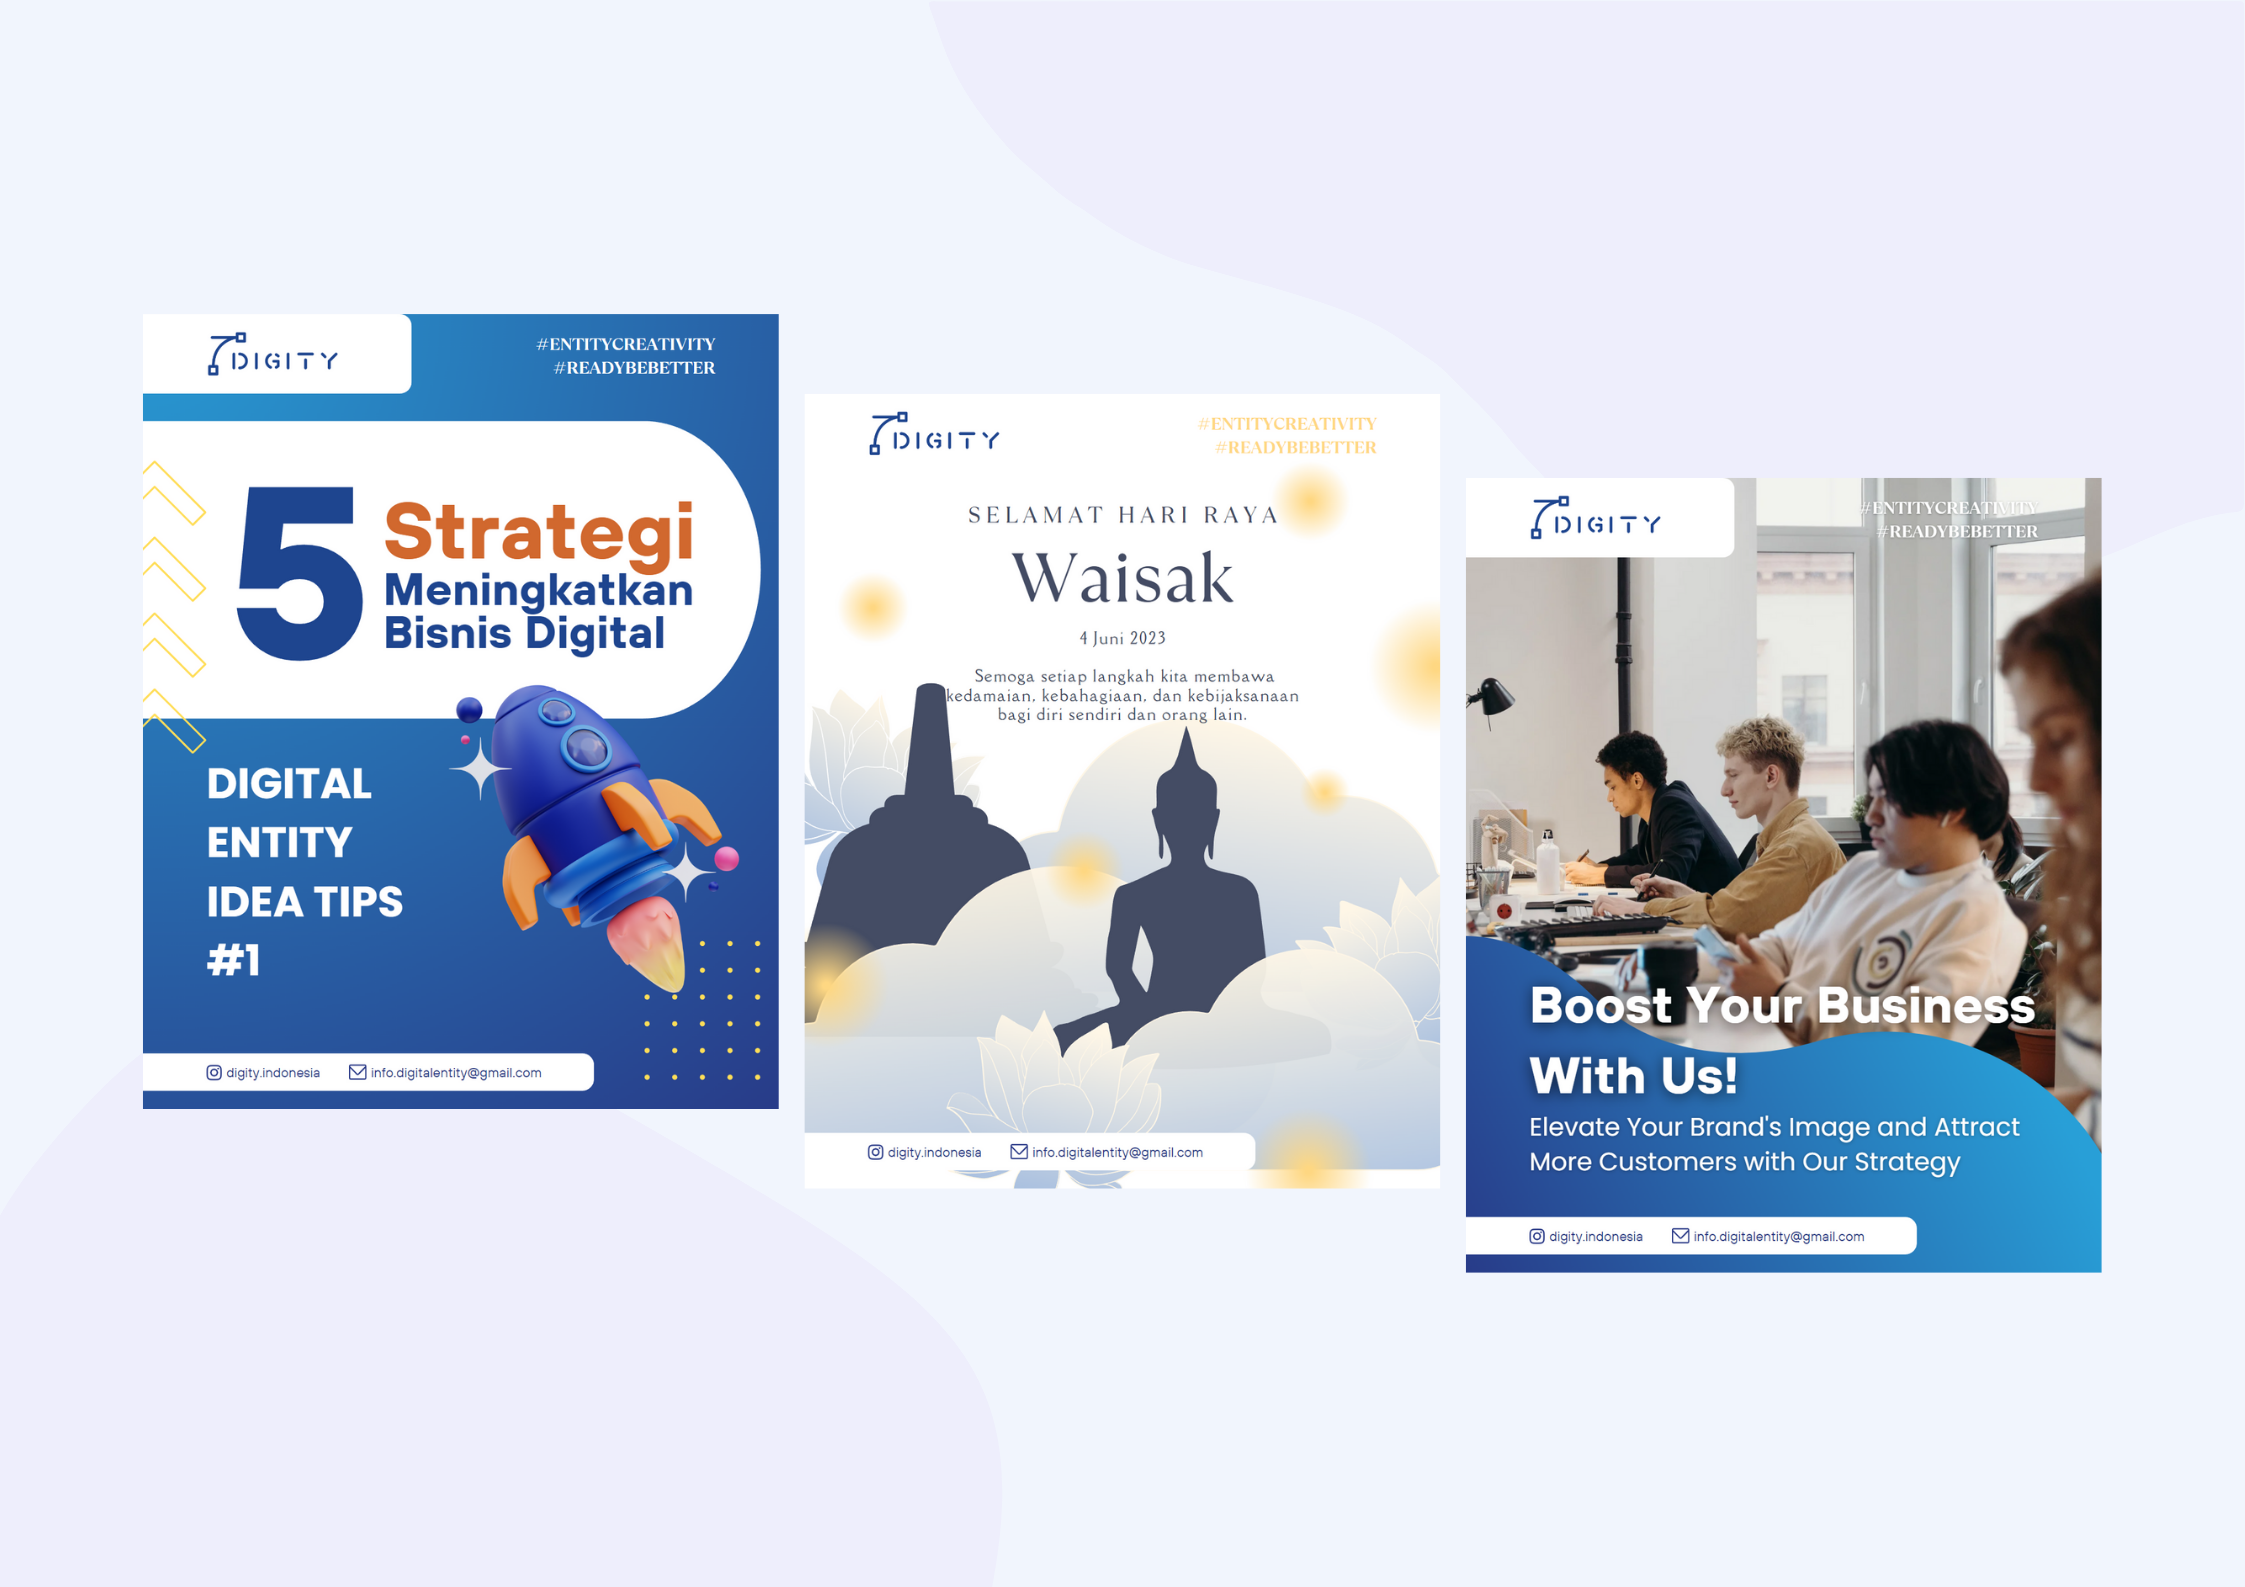 DIGITY
#ENTITYCREATIVITY
#READYBEBETTER
5
Strategi
Meningkatkan
Bisnis Digital
DIGITAL
ENTITY
IDEA TIPS
#1
digity.indonesia
info.digitalentity@gmail.com
DIGITY
#ENTITYCREATIVITY
#READYBEBETTER
SELAMAT HARI RAYA
Waisak
4 Juni 2023
Semoga setiap langkah kita membawa
kedamaian, kebahagiaan, dan kebijaksanaan
bagi diri sendiri dan orang lain.
digity.indonesia
info.digitalentity@gmail.com
DIGITY
#ENTITYCREATIVITY
#READYBEBETTER
Boost Your Business
With Us!
Elevate Your Brand's Image and Attract
More Customers with Our Strategy
digity.indonesia
info.digitalentity@gmail.com